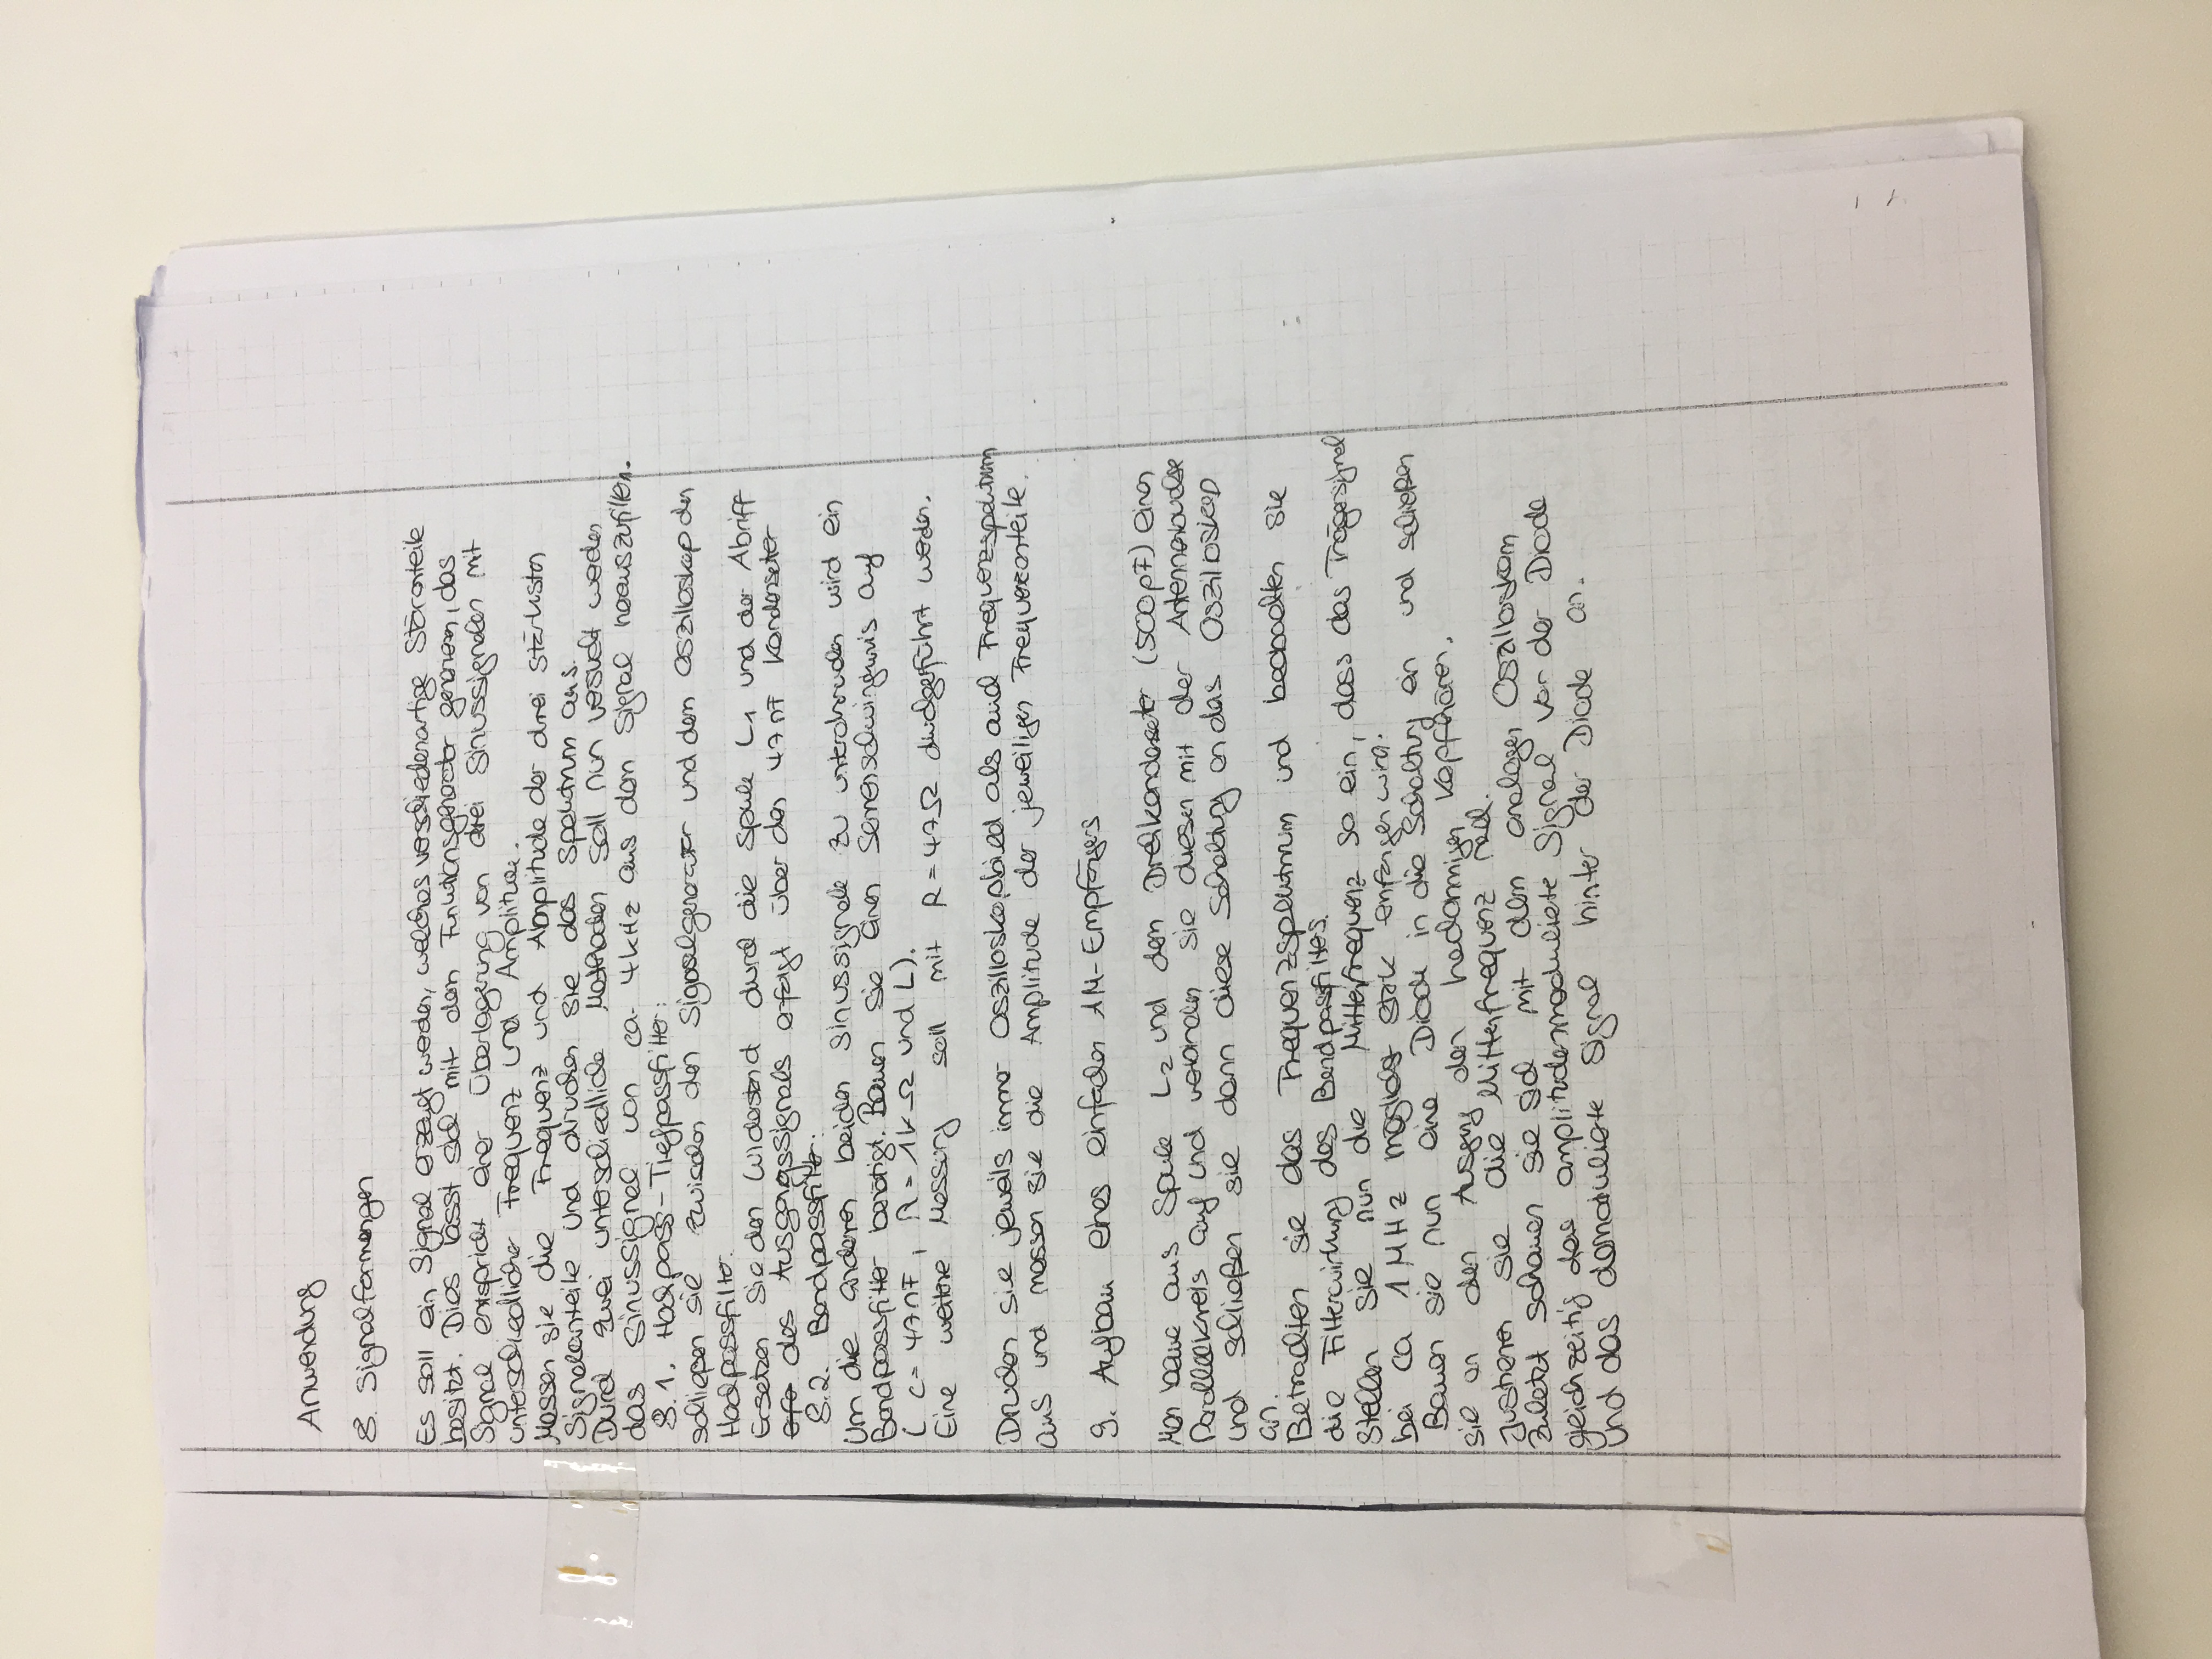 Anwendung
8. Signalformengen
Es soll ein Signal erzeugt werden, welches verschiedenartige Störanteile
besitzt. Dies lässt sich mit dem Funktionsgenerator generieren, das
Signal entspricht einer Überlagerung von drei Sinussignalen mit
unterschiedlicher Frequenz und Amplitude.
Messen sie die Frequenz und Amplitude der drei stärksten
Signalanteile und drucken sie das Spektrum aus.
Durch zwei unterschiedliche Methoden soll nun versucht werden
das Sinussignal von ca. 4kHz aus dem Signal herauszufiltern.
8.1. Hochpass-Tiefpassfilter:
schließen sie zwischen den Signalgenerator und dem Oszilloskop den
Hochpassfilter.
Ersetzen Sie den Widerstand durch die Spule L1 und der Abriff
des Ausgangssignals erfolgt über den 47nF Kondensator
8.2. Bandpassfilter:
Um die anderen beiden Sinussignale zu unterdrücken wird ein
Bandpassfilter benötigt. Bauen sie einen auf
( C= 47nF, R= 1kΩ und L).
Eine weitere Messung soll mit R=47Ω durchgeführt werden.
Drucken sie jeweils immer Oszilloskopbild als auch Frequenzspektrum
aus und messen sie die Amplitude der jeweiligen Frequenzanteile.
9. Aufbau eines einfachen AM-Empfängers
Man baue aus Spule L2 und dem Drehkondensator (500pF) einen
Parallelkreis auf und verbinden sie diesen mit der Antennenbuchse
und schließen sie dann diese Schaltung an das Oszilloskop
an.
Betrachten sie das Frequenzspektrum und beobachten sie
die Filterwirkung des Bandpassfilters.
Stellen sie nun die Mittenfrequenz so ein, dass das Trägersignal
bei ca 1MHz möglichst stark empfangen wird.
Bauen sie nun eine Diode in die Schaltung ein und schließen
sie an den Ausgang den hochohmigen Kopfhörer.
Justieren sie die Mittenfrequenz nach.
Zuletzt schauen sie sich mit dem analogen Oszilloskop
gleichzeitig das amplitudenmodulierte Signal vor der Diode
und das demodulierte Signal hinter der Diode an.